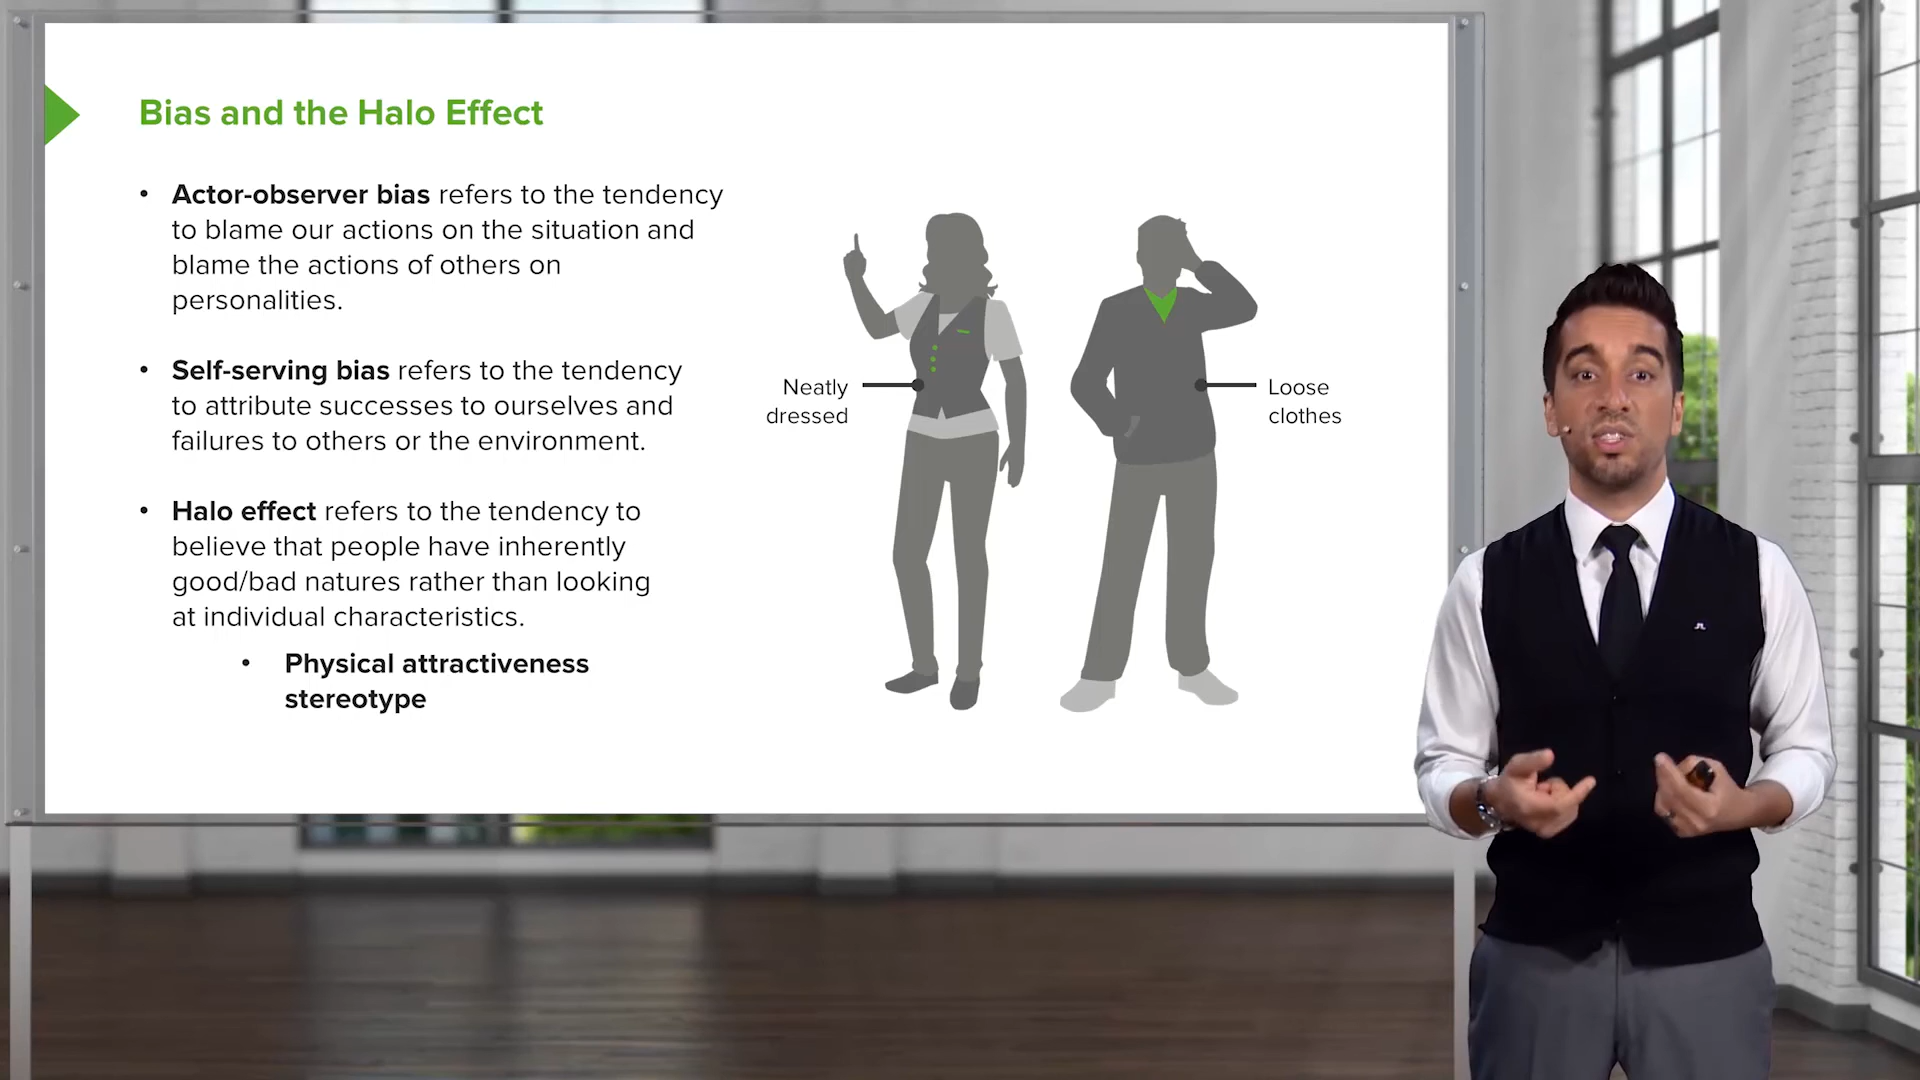 Bias and the Halo Effect
• Actor-observer bias refers to the tendency
to blame our actions on the situation and
blame the actions of others on
personalities.
• Self-serving bias refers to the tendency
to attribute successes to ourselves and
failures to others or the environment.
• Halo effect refers to the tendency to
believe that people have inherently
good/bad natures rather than looking
at individual characteristics.
• Physical attractiveness
stereotype
Neatly
dressed
Loose
clothes